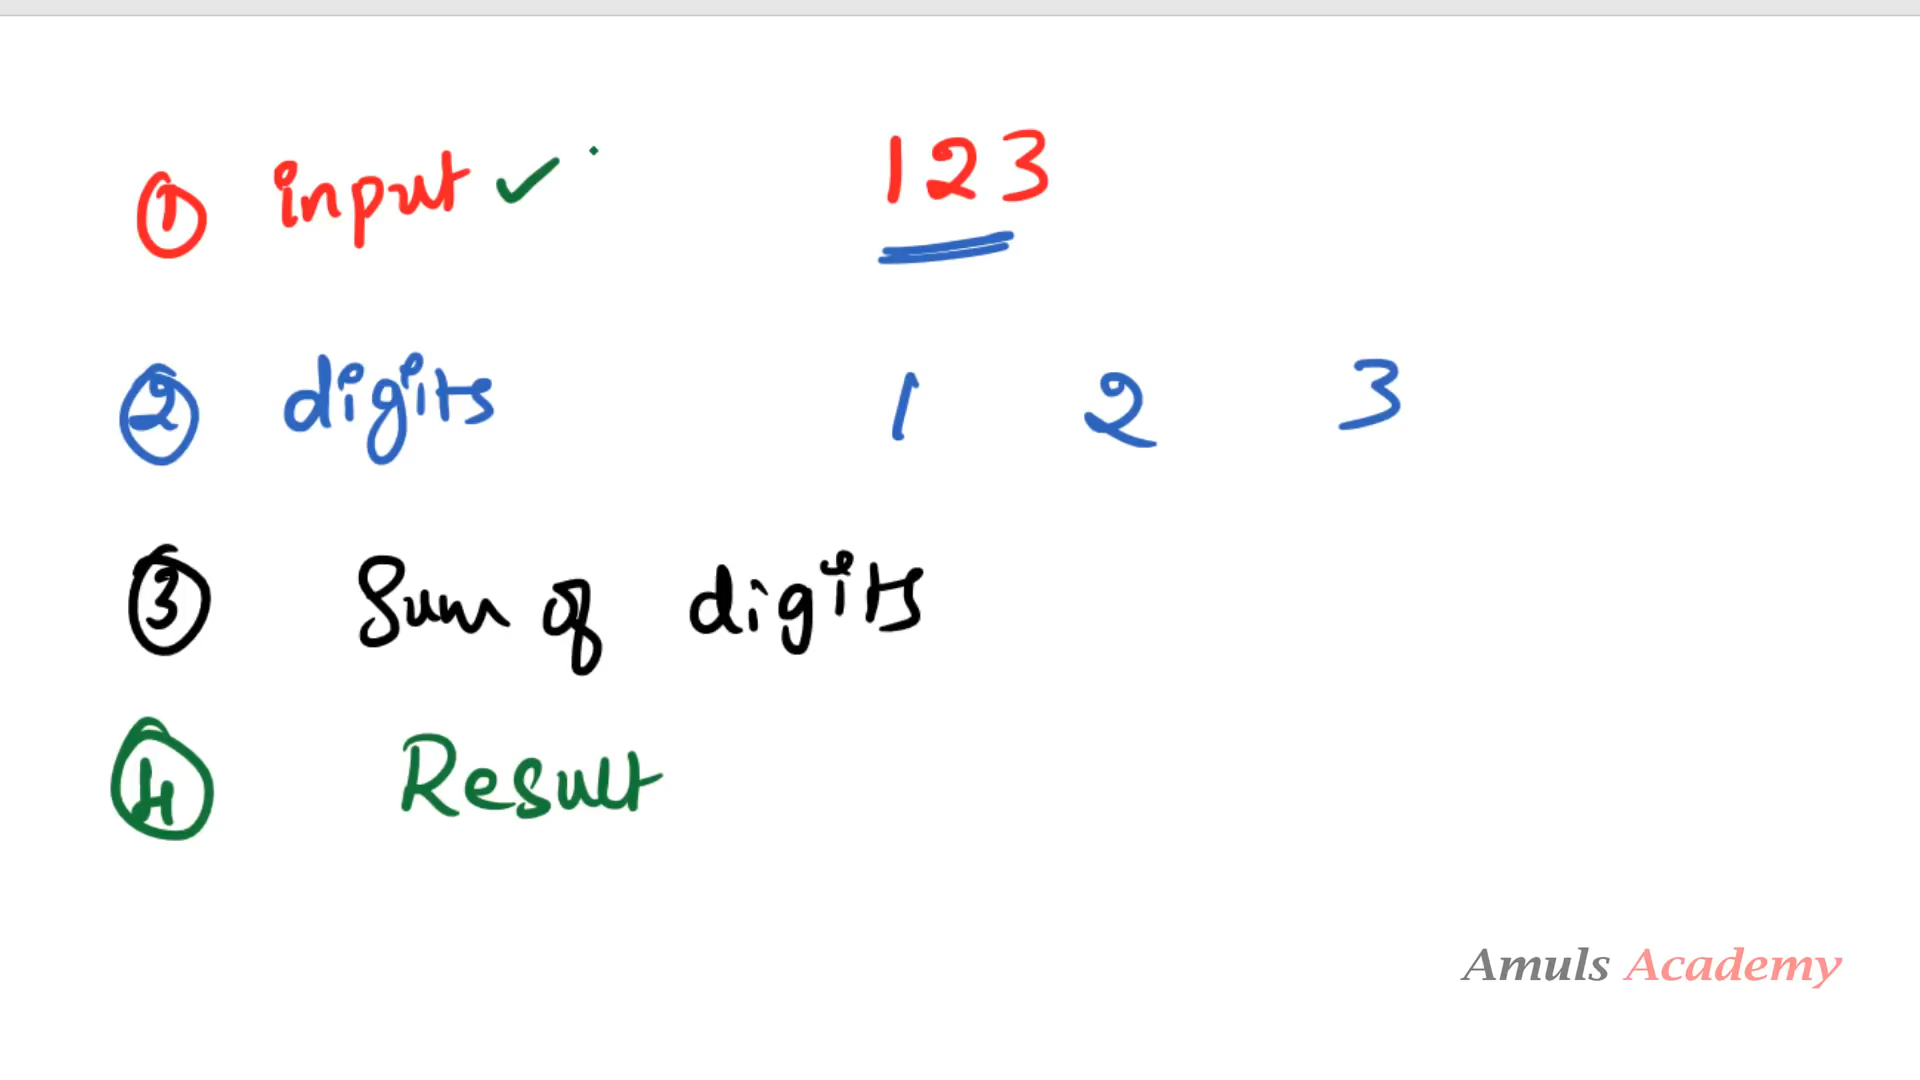 1 input ✓ 123
2 digits 1 2 3
3 Sum of digits
4 Result
Amuls Academy